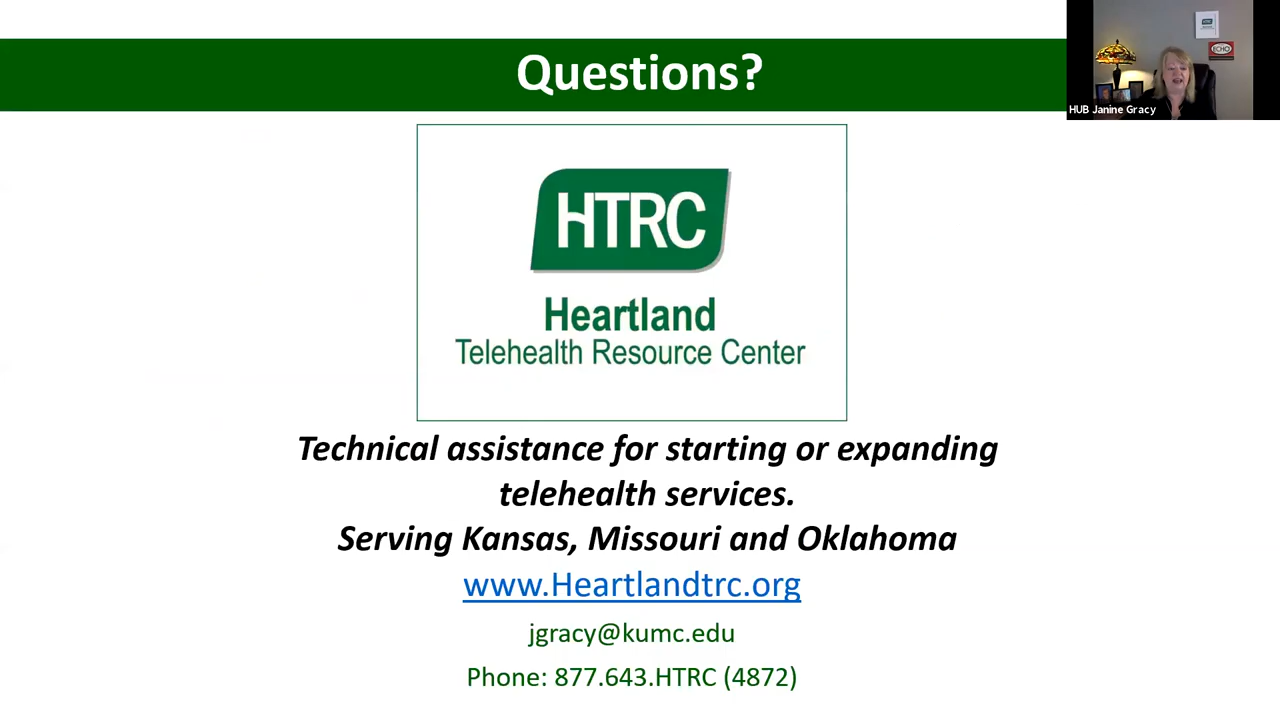 Questions?
HUB Janine Gracy
HTRC
Heartland
Telehealth Resource Center
Technical assistance for starting or expanding
telehealth services.
Serving Kansas, Missouri and Oklahoma
www.Heartlandtrc.org
jgracy@kumc.edu
Phone: 877.643.HTRC (4872)